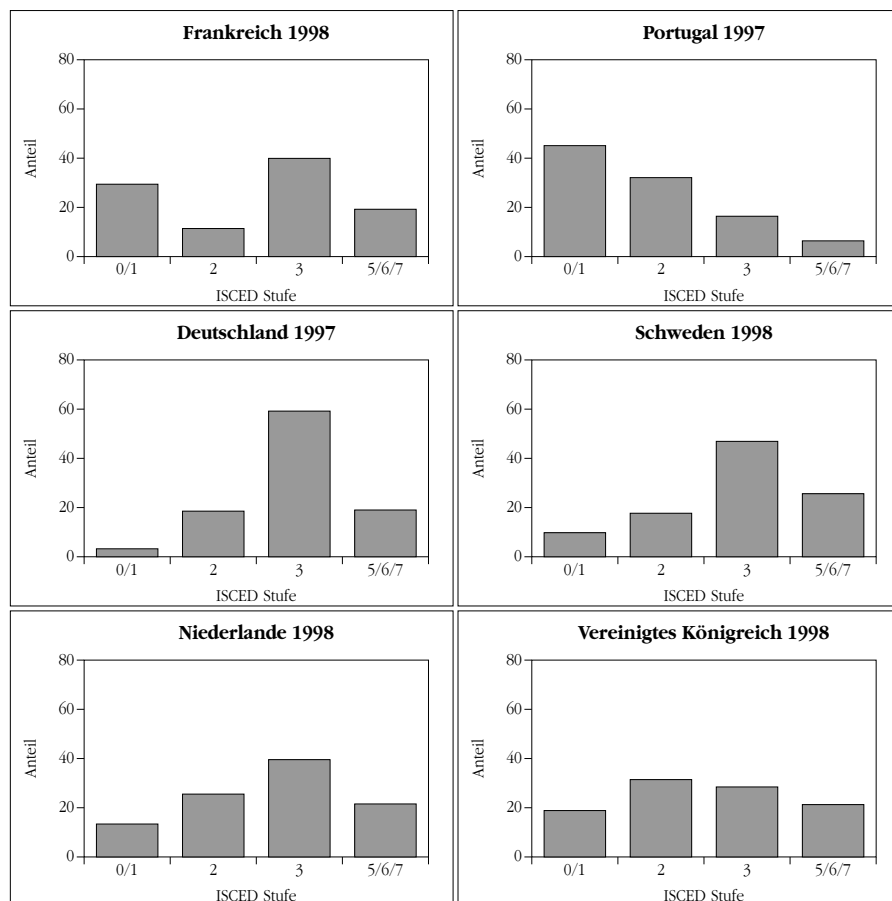 Frankreich 1998
80
60
40
20
0
Anteil
0/1 2 3 5/6/7
ISCED Stufe
Portugal 1997
80
60
40
20
0
Anteil
0/1 2 3 5/6/7
ISCED Stufe
Deutschland 1997
80
60
40
20
0
Anteil
0/1 2 3 5/6/7
ISCED Stufe
Schweden 1998
80
60
40
20
0
Anteil
0/1 2 3 5/6/7
ISCED Stufe
Niederlande 1998
80
60
40
20
0
Anteil
0/1 2 3 5/6/7
ISCED Stufe
Vereinigtes Königreich 1998
80
60
40
20
0
Anteil
0/1 2 3 5/6/7
ISCED Stufe